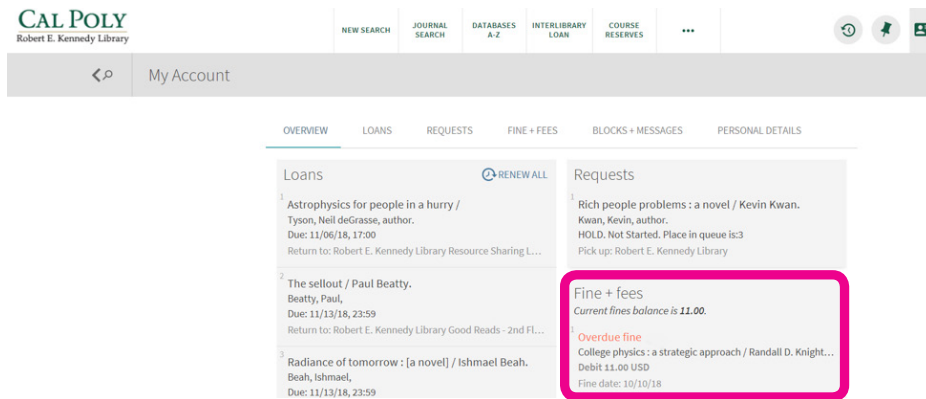 CAL POLY
Robert E. Kennedy Library
NEW SEARCH
JOURNAL
SEARCH
DATABASES
A-Z
INTERLIBRARY
LOAN
COURSE
RESERVES
...
My Account
OVERVIEW LOANS REQUESTS FINE + FEES BLOCKS + MESSAGES PERSONAL DETAILS
Loans RENEW ALL
1
Astrophysics for people in a hurry /
Tyson, Neil deGrasse, author.
Due: 11/06/18, 17:00
Return to: Robert E. Kennedy Library Resource Sharing L...
2
The sellout / Paul Beatty.
Beatty, Paul,
Due: 11/13/18, 23:59
Return to: Robert E. Kennedy Library Good Reads - 2nd Fl...
3
Radiance of tomorrow : [a novel] / Ishmael Beah.
Beah, Ishmael,
Due: 11/13/18, 23:59
Requests
1
Rich people problems : a novel / Kevin Kwan.
Kwan, Kevin, author.
HOLD. Not Started. Place in queue is:3
Pick up: Robert E. Kennedy Library
Fine + fees
Current fines balance is 11.00.
1
Overdue fine
College physics : a strategic approach / Randall D. Knight...
Debit 11.00 USD
Fine date: 10/10/18